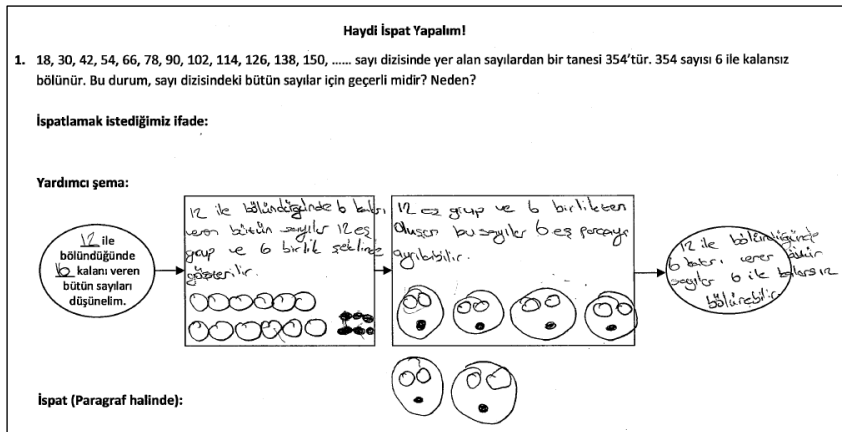 Haydi İspat Yapalım!
1. 18, 30, 42, 54, 66, 78, 90, 102, 114, 126, 138, 150, ...... sayı dizisinde yer alan sayılardan bir tanesi 354'tür. 354 sayısı 6 ile kalansız
bölünür. Bu durum, sayı dizisindeki bütün sayılar için geçerli midir? Neden?
İspatlamak istediğimiz ifade:
Yardımcı şema:
12 ile
bölündüğünde
6 kalanı veren
bütün sayıları
düşünelim.
12 ile bölündüğünde 6 kalanı
veren bütün sayılar 12 eş
grup ve 6 birlik şeklinde
gösterilir.
12 eş grup ve 6 birlikten
oluşan bu sayılar 6 eş parçaya
ayrılabilir.
12 ile bölündüğünde
6 kalanı veren bütün
sayılar 6 ile kalansız
bölünebilir
İspat (Paragraf halinde):